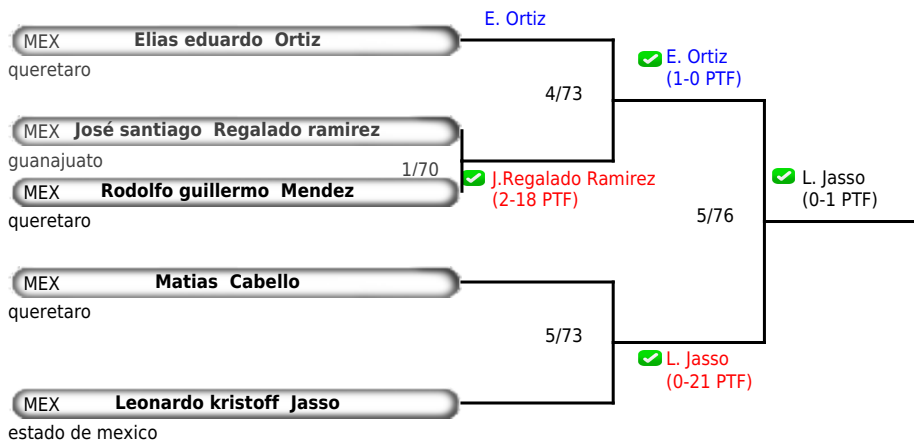 E. Ortiz
MEX Elias eduardo Ortiz
queretaro
E. Ortiz
(1-0 PTF)
4/73
MEX José santiago Regalado ramirez
guanajuato
1/70
J.Regalado Ramirez
(2-18 PTF)
MEX Rodolfo guillermo Mendez
queretaro
L. Jasso
(0-1 PTF)
5/76
MEX Matias Cabello
queretaro
5/73
L. Jasso
(0-21 PTF)
MEX Leonardo kristoff Jasso
estado de mexico